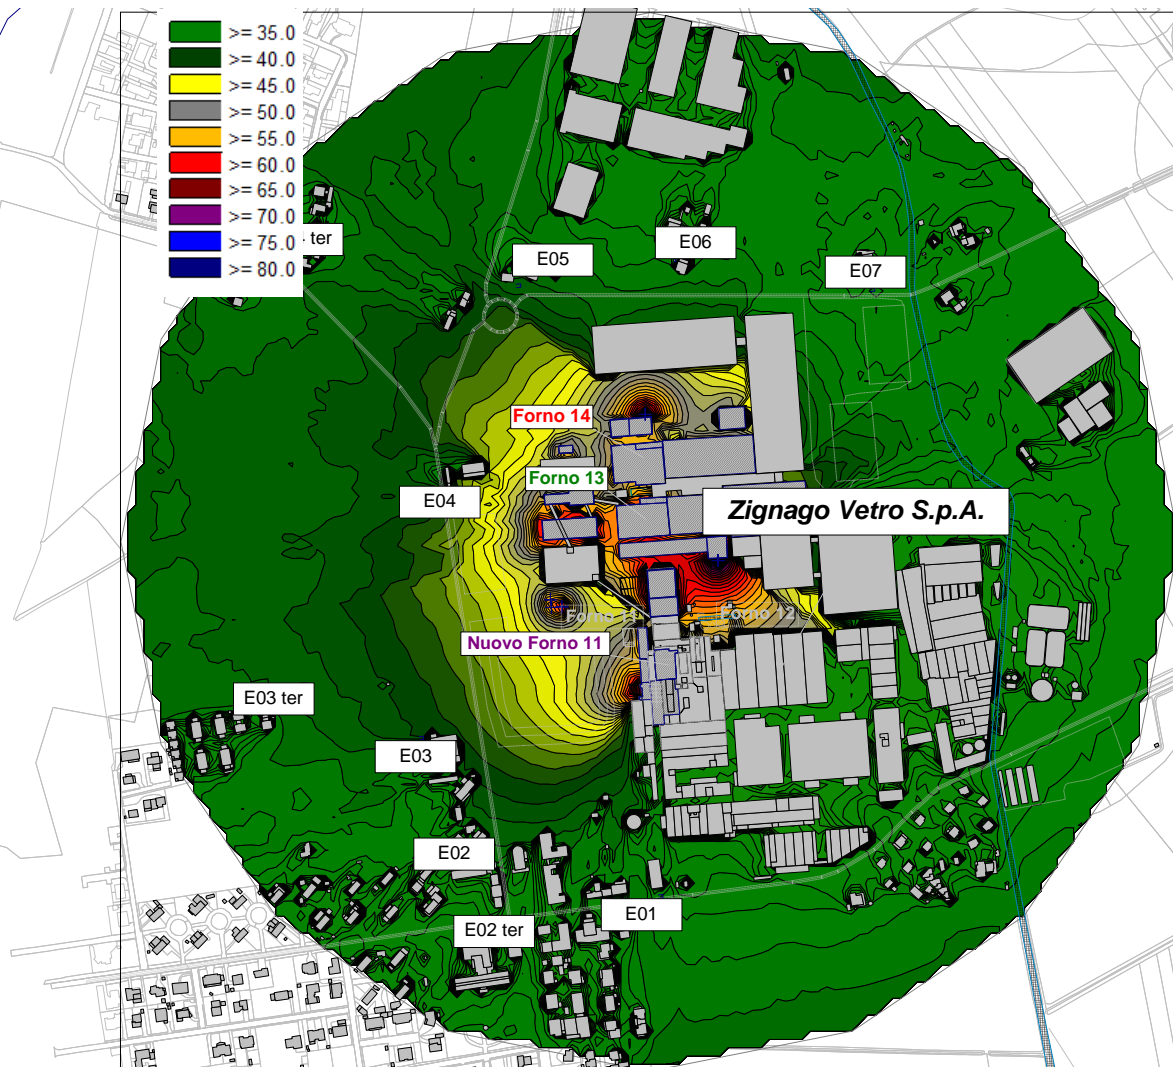 >= 35.0
>= 40.0
>= 45.0
>= 50.0
>= 55.0
>= 60.0
>= 65.0
>= 70.0
>= 75.0
>= 80.0
ter
E05
E06
E07
Forno 14
Forno 13
E04
Zignago Vetro S.p.A.
Forno 11
Forno 12
Nuovo Forno 11
E03 ter
E03
E02
E01
E02 ter